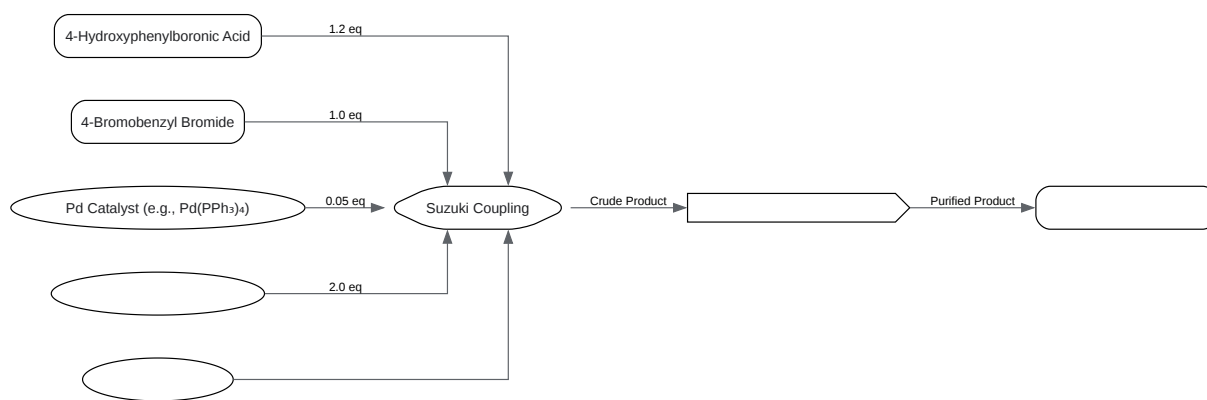 4-Hydroxyphenylboronic Acid
1.2 eq
4-Bromobenzyl Bromide
1.0 eq
Pd Catalyst (e.g., Pd(PPh₃)₄)
0.05 eq
Suzuki Coupling
Crude Product
Purified Product
2.0 eq